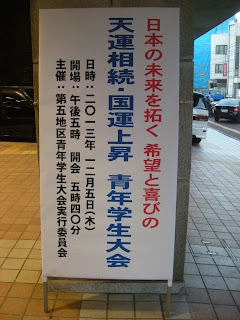 日本の未来を拓く希望と喜びの
天運相続・国運上昇 青年学生大会
日時：二〇一三年 一二月五日(木)
開場：午後五時 開会 五時四〇分
主催：第五地区青年学生大会実行委員会